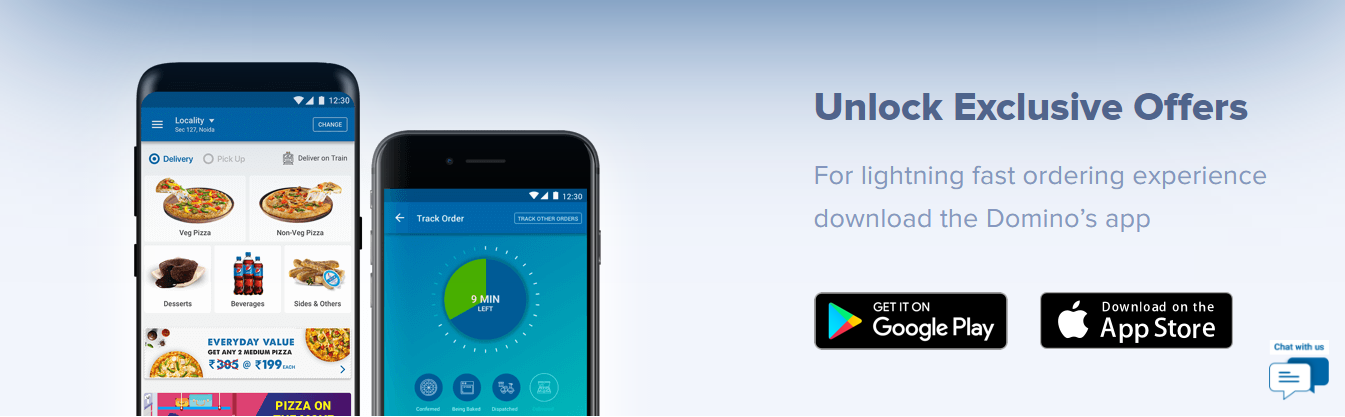 12:30
Locality
Sec 127, Noida
CHANGE
Delivery
Pick Up
Deliver on Train
Veg Pizza
Non-Veg Pizza
Desserts
Beverages
Sides & Others
EVERYDAY VALUE
GET ANY 2 MEDIUM PIZZA
₹305 @ ₹199 EACH
PIZZA ON
12:30
Track Order
TRACK OTHER ORDERS
9 MIN
LEFT
Confirmed
Being Baked
Dispatched
Unlock Exclusive Offers
For lightning fast ordering experience
download the Domino’s app
GET IT ON
Google Play
Download on the
App Store
Chat with us